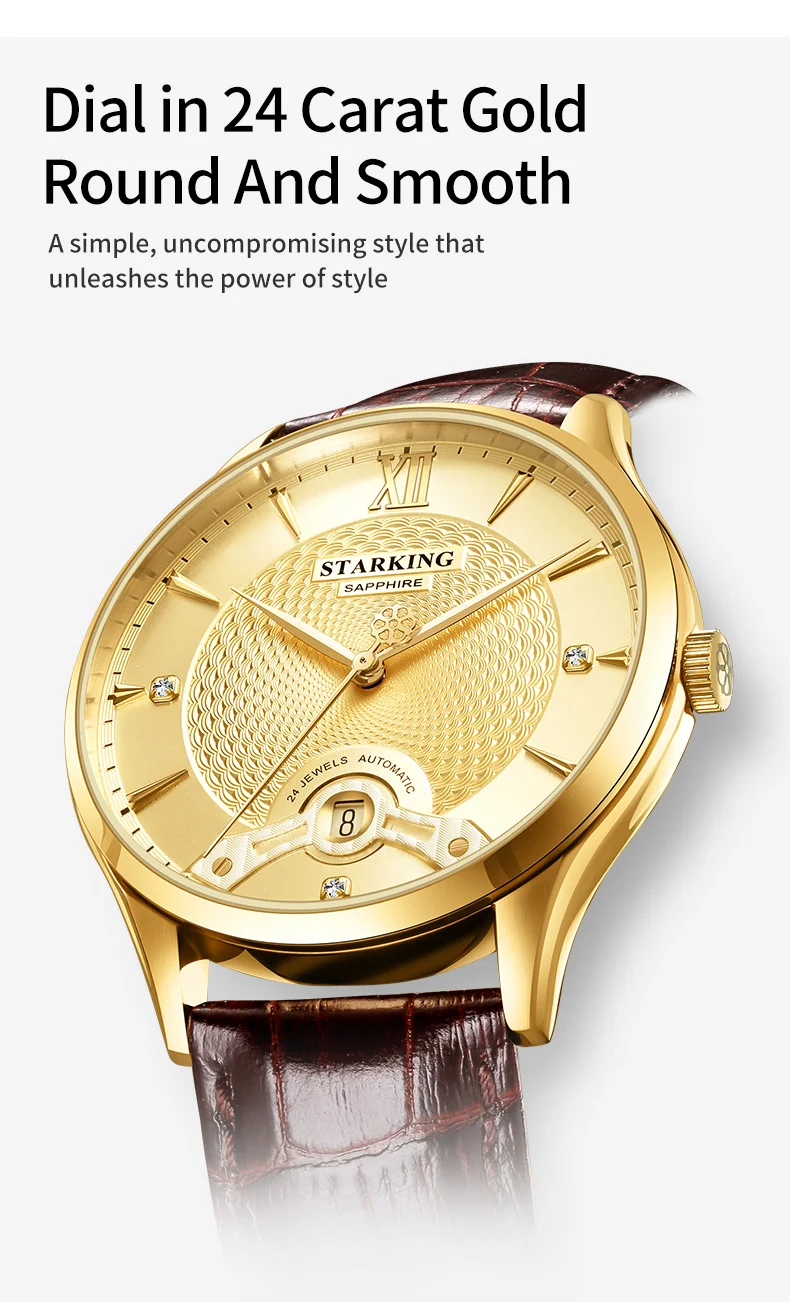 Dial in 24 Carat Gold
Round And Smooth
A simple, uncompromising style that
unleashes the power of style
XII
STARKING
SAPPHIRE
24 JEWELS AUTOMATIC
8